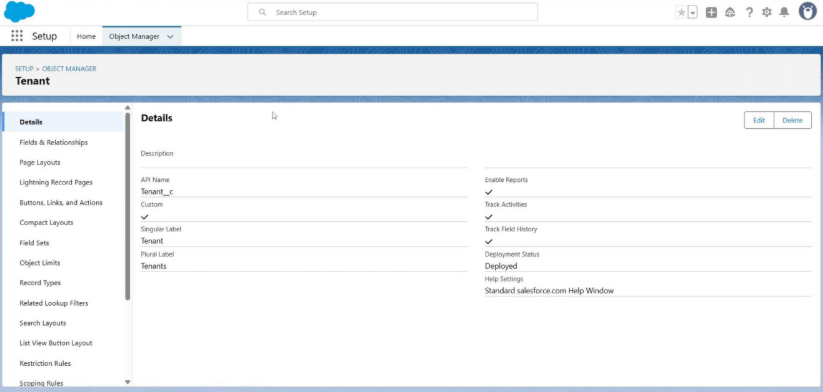 Search Setup
Setup
Home
Object Manager
SETUP > OBJECT MANAGER
Tenant
Details
Fields & Relationships
Page Layouts
Lightning Record Pages
Buttons, Links, and Actions
Compact Layouts
Field Sets
Object Limits
Record Types
Related Lookup Filters
Search Layouts
List View Button Layout
Restriction Rules
Scoping Rules
Details
Edit
Delete
Description
API Name
Tenant__c
Custom
Singular Label
Tenant
Plural Label
Tenants
Enable Reports
Track Activities
Track Field History
Deployment Status
Deployed
Help Settings
Standard salesforce.com Help Window